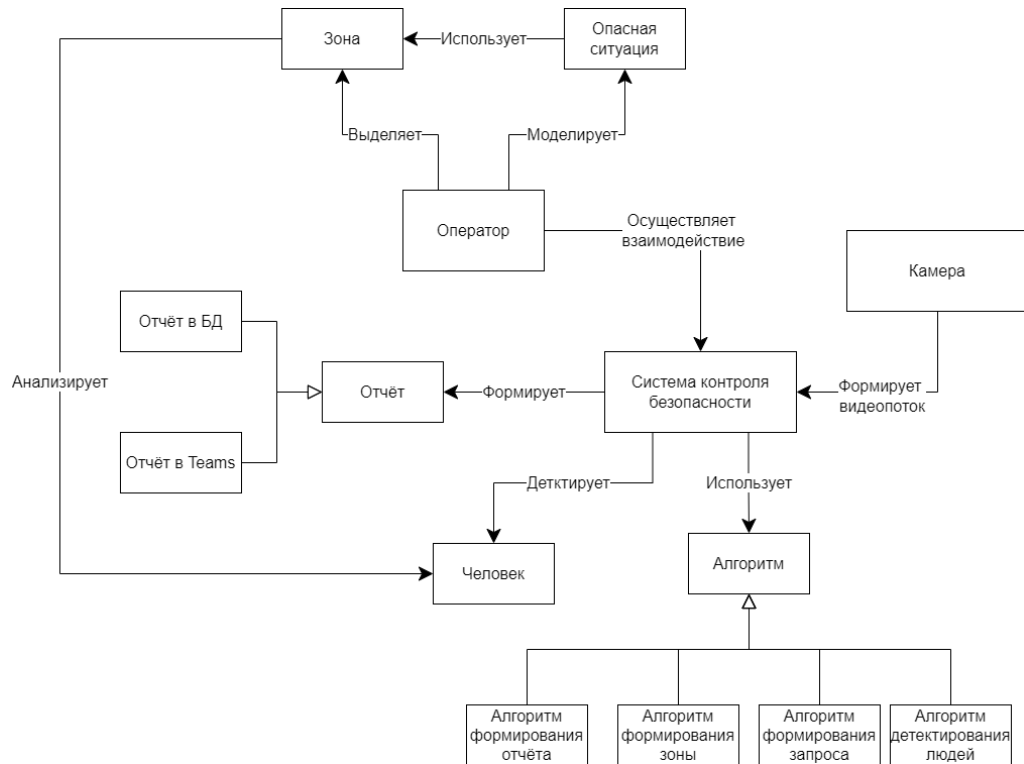 Зона
Использует
Опасная
ситуация
Выделяет
Моделирует
Оператор
Осуществляет
взаимодействие
Камера
Отчёт в БД
Анализирует
Отчёт
Формирует
Система контроля
безопасности
Формирует
видеопоток
Отчёт в Teams
Детктирует
Использует
Человек
Алгоритм
Алгоритм
формирования
отчёта
Алгоритм
формирования
зоны
Алгоритм
формирования
запроса
Алгоритм
детектирования
людей